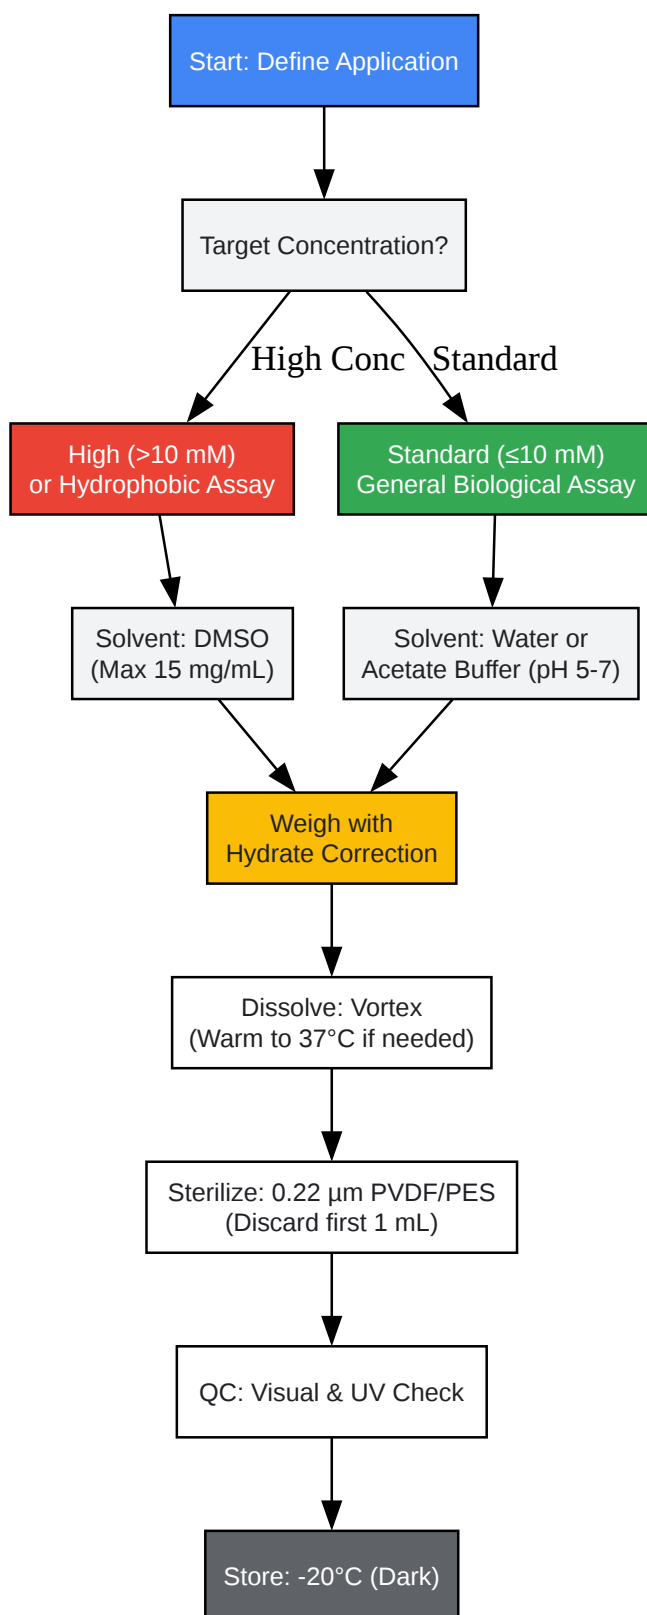 Start: Define Application
Target Concentration?
High Conc
Standard
High (>10 mM)
or Hydrophobic Assay
Standard (≤10 mM)
General Biological Assay
Solvent: DMSO
(Max 15 mg/mL)
Solvent: Water or
Acetate Buffer (pH 5-7)
Weigh with
Hydrate Correction
Dissolve: Vortex
(Warm to 37°C if needed)
Sterilize: 0.22 µm PVDF/PES
(Discard first 1 mL)
QC: Visual & UV Check
Store: -20°C (Dark)